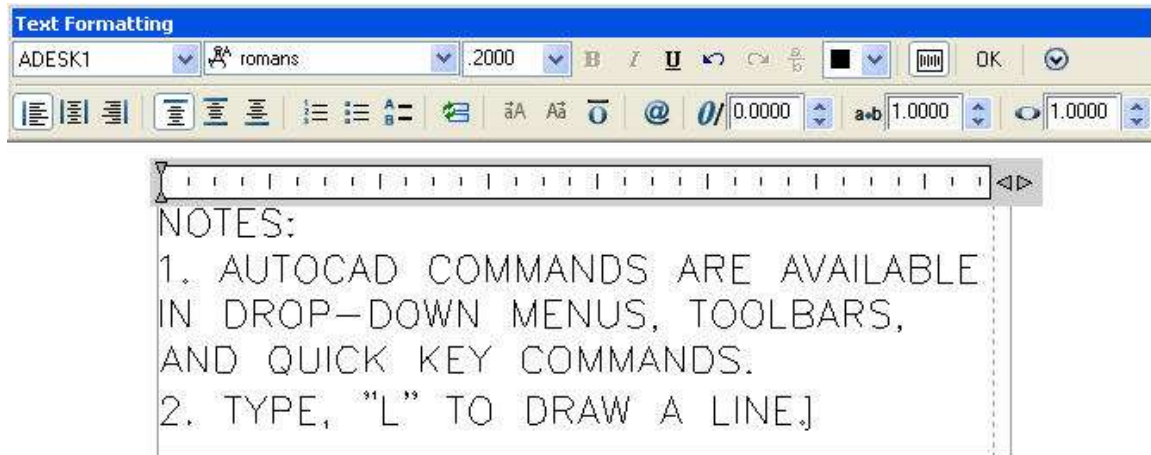 Text Formatting
ADESK1 romans .2000 B I U a b OK
0/ 0.0000 a•b 1.0000 1.0000
NOTES:
1. AUTOCAD COMMANDS ARE AVAILABLE
IN DROP-DOWN MENUS, TOOLBARS,
AND QUICK KEY COMMANDS.
2. TYPE, "L" TO DRAW A LINE.